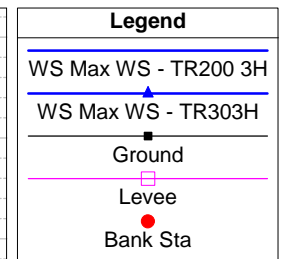 Legend
WS Max WS - TR200 3H
WS Max WS - TR303H
Ground
Levee
Bank Sta